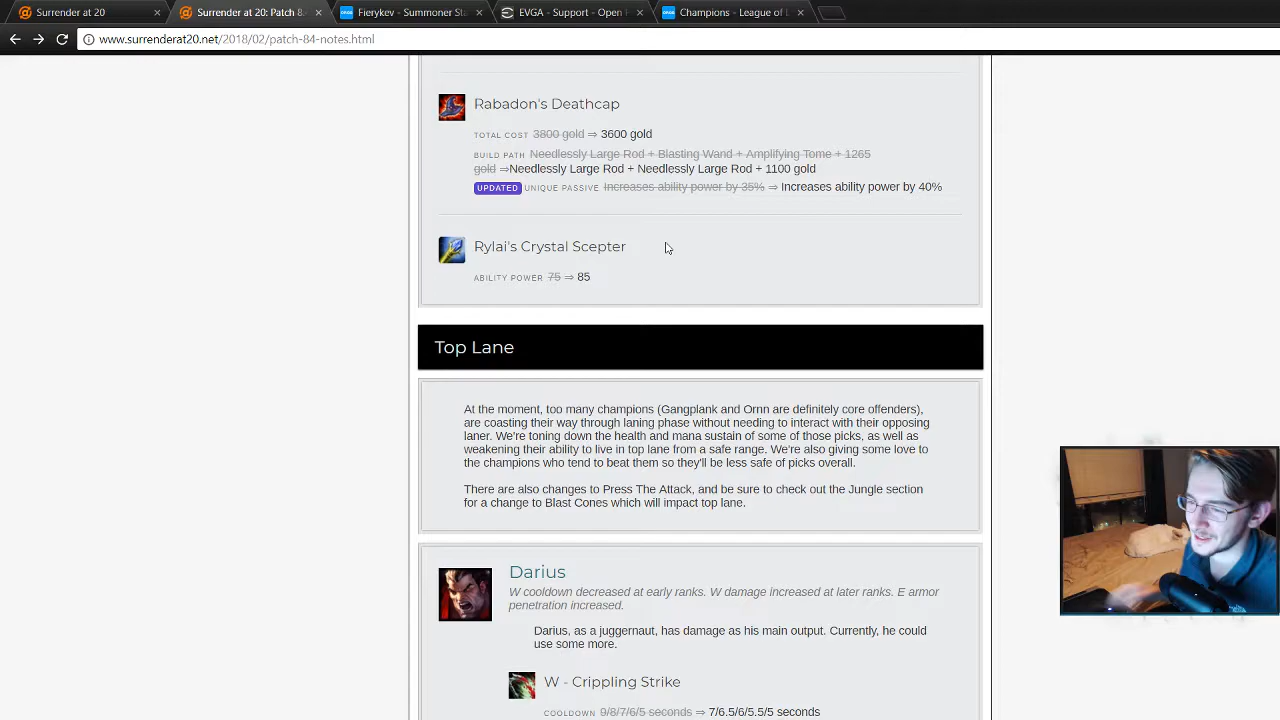 Surrender at 20
Surrender at 20: Patch 8.
Fierykev - Summoner Sta
EVGA - Support - Open
Champions - League of L
www.surrenderat20.net/2018/02/patch-84-notes.html
Rabadon's Deathcap
TOTAL COST 3800 gold ⇒ 3600 gold
BUILD PATH Needlessly Large Rod + Blasting Wand + Amplifying Tome + 1265
gold ⇒Needlessly Large Rod + Needlessly Large Rod + 1100 gold
UPDATED UNIQUE PASSIVE Increases ability power by 35% ⇒ Increases ability power by 40%
Rylai's Crystal Scepter
ABILITY POWER 75 ⇒ 85
Top Lane
At the moment, too many champions (Gangplank and Ornn are definitely core offenders),
are coasting their way through laning phase without needing to interact with their opposing
laner. We're toning down the health and mana sustain of some of those picks, as well as
weakening their ability to live in top lane from a safe range. We're also giving some love to
the champions who tend to beat them so they'll be less safe of picks overall.
There are also changes to Press The Attack, and be sure to check out the Jungle section
for a change to Blast Cones which will impact top lane.
Darius
W cooldown decreased at early ranks. W damage increased at later ranks. E armor
penetration increased.
Darius, as a juggernaut, has damage as his main output. Currently, he could
use some more.
W - Crippling Strike
COOLDOWN 9/8/7/6/5 seconds ⇒ 7/6.5/6/5.5/5 seconds